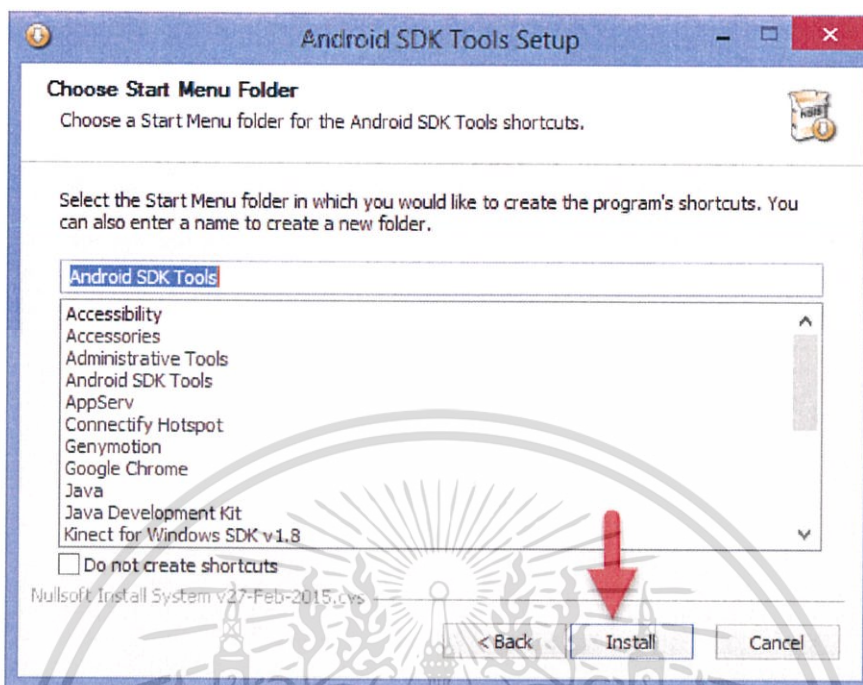 Android SDK Tools Setup
Choose Start Menu Folder
Choose a Start Menu folder for the Android SDK Tools shortcuts.
Select the Start Menu folder in which you would like to create the program's shortcuts. You
can also enter a name to create a new folder.
Android SDK Tools
Accessibility
Accessories
Administrative Tools
Android SDK Tools
AppServ
Connectify Hotspot
Genymotion
Google Chrome
Java
Java Development Kit
Kinect for Windows SDK v1.8
Do not create shortcuts
Nullsoft Install System v27-Feb-2015.cvs
< Back Install Cancel